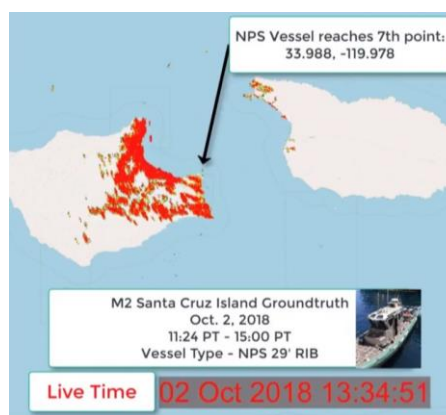 NPS Vessel reaches 7th point:
33.988, -119.978
M2 Santa Cruz Island Groundtruth
Oct. 2, 2018
11:24 PT - 15:00 PT
Vessel Type - NPS 29' RIB
Live Time
02 Oct 2018 13:34:51